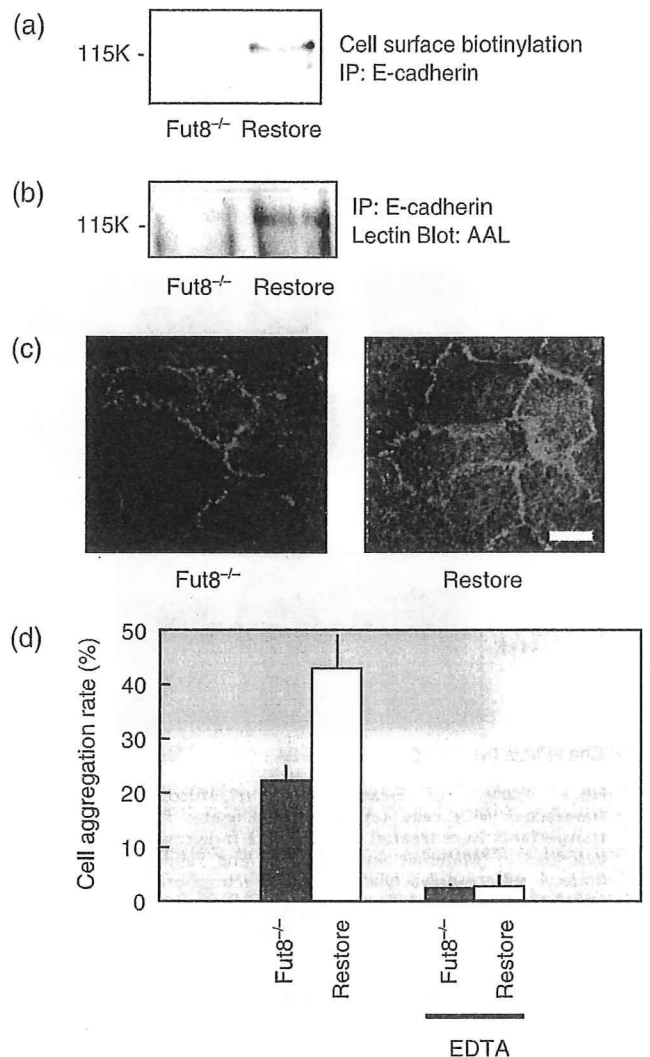 (a)
115K -
Cell surface biotinylation
IP: E-cadherin
Fut8–/– Restore
(b)
115K -
IP: E-cadherin
Lectin Blot: AAL
Fut8–/– Restore
(c)
Fut8–/–
Restore
(d)
Cell aggregation rate (%)
50
40
30
20
10
0
Fut8–/–
Restore
Fut8–/–
Restore
EDTA